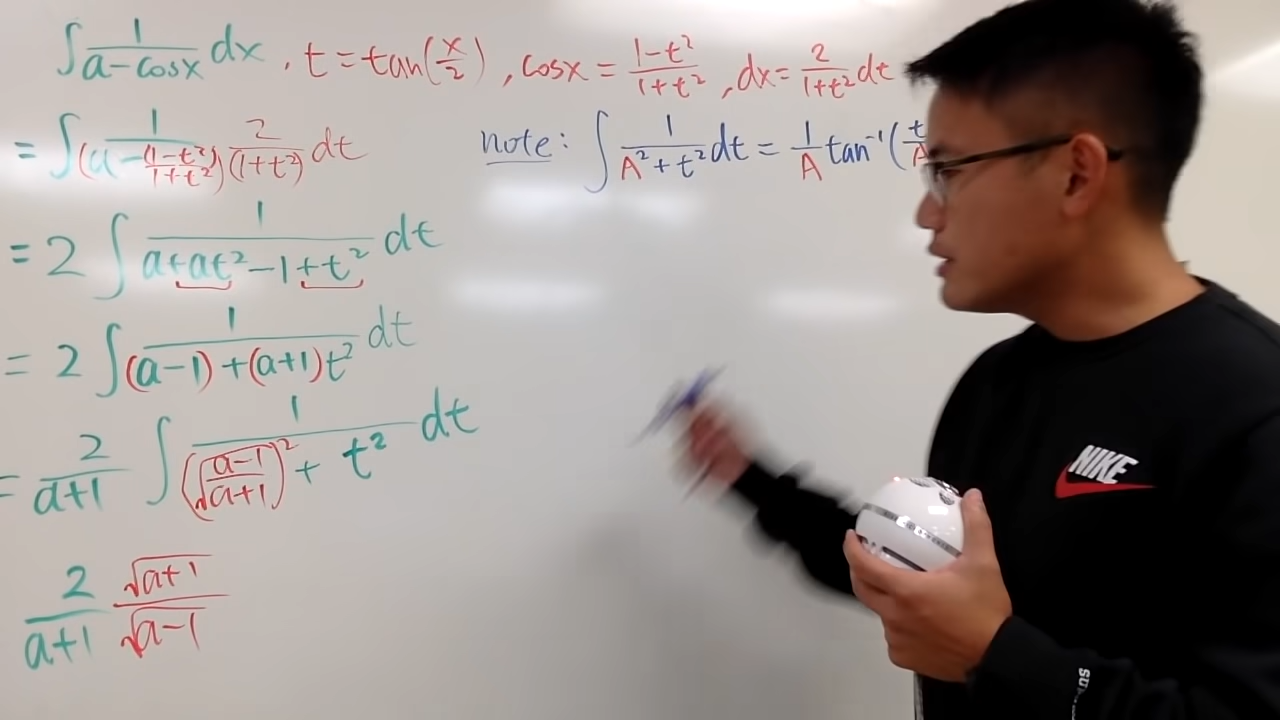 ∫ 1/(a-cosx) dx , t = tan(x/2) , cosx = (1-t²)/(1+t²) , dx = 2/(1+t²) dt
= ∫ 1/(a-(1-t²)/(1+t²)) 2/(1+t²) dt
note: ∫ 1/(A²+t²) dt = 1/A tan⁻¹(t/A
= 2 ∫ 1/(a+at²-1+t²) dt
= 2 ∫ 1/((a-1)+(a+1)t²) dt
= 2/(a+1) ∫ 1/((√(a-1)/√(a+1))²+t²) dt
2/(a+1) √(a+1)/√(a-1)
NIKE